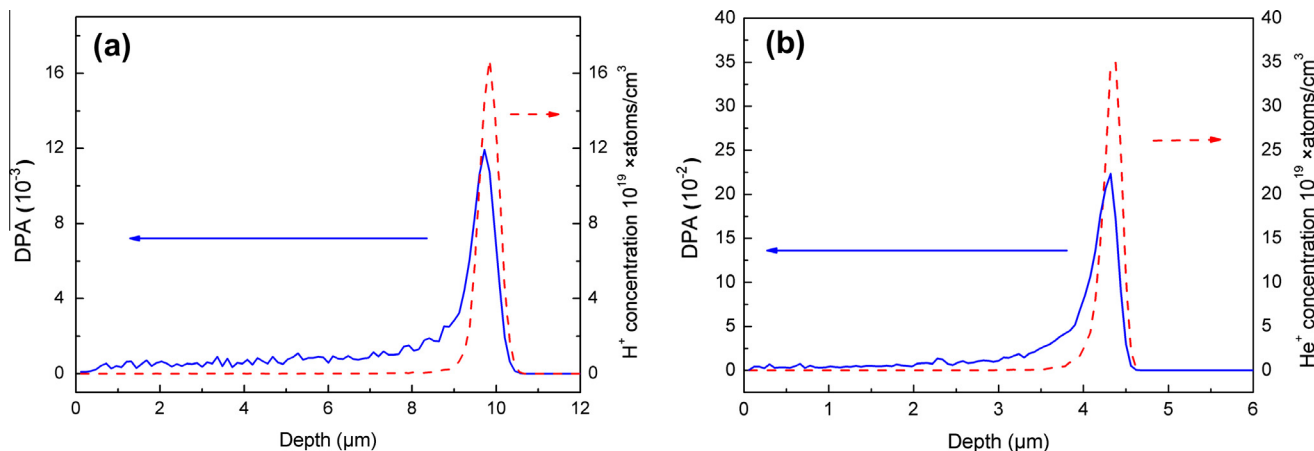 (a)
16
12
8
4
0
DPA (10⁻³)
16
12
8
4
0
H⁺ concentration 10¹⁹ ×atoms/cm³
0 2 4 6 8 10 12
Depth (μm)
(b)
40
35
30
25
20
15
10
5
0
DPA (10⁻²)
40
35
30
25
20
15
10
5
0
He⁺ concentration 10¹⁹ ×atoms/cm³
0 1 2 3 4 5 6
Depth (μm)